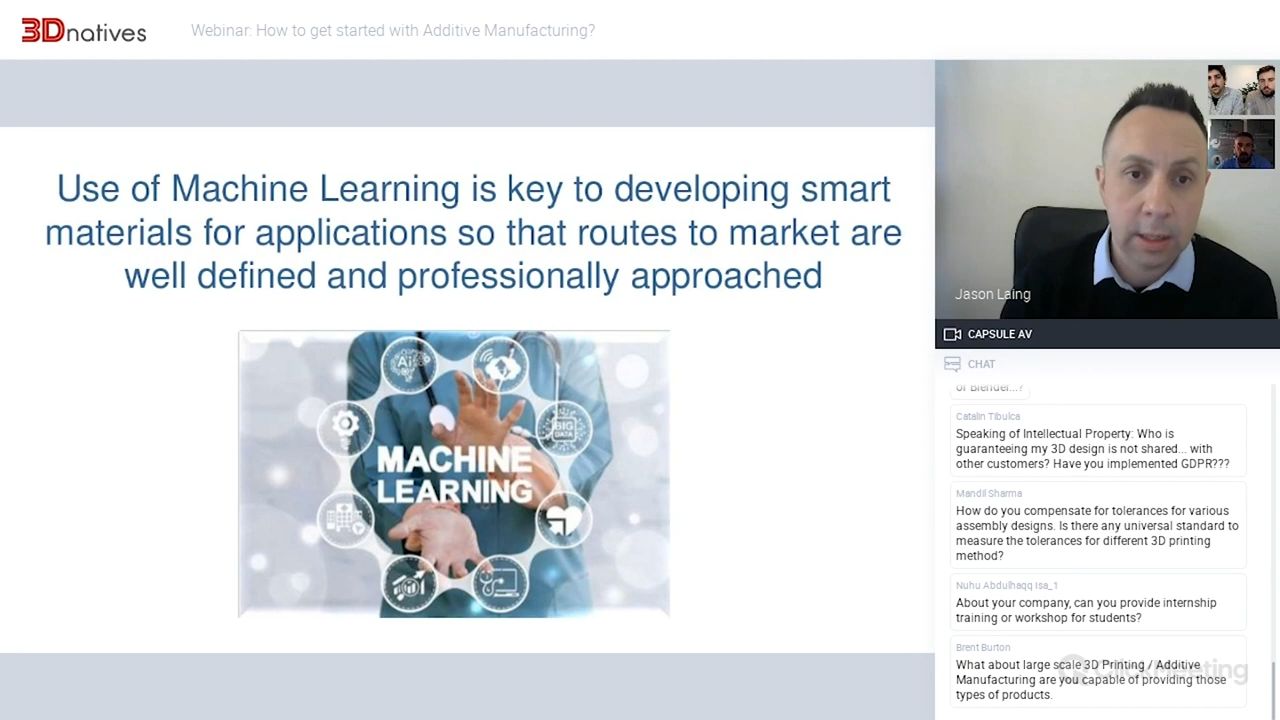 3Dnatives
Webinar: How to get started with Additive Manufacturing?
Use of Machine Learning is key to developing smart
materials for applications so that routes to market are
well defined and professionally approached
Ai
BIG
DATA
MACHINE
LEARNING
Jason Laing
CAPSULE AV
CHAT
or Blender...?
Catalin Tibulca
Speaking of Intellectual Property: Who is
guaranteeing my 3D design is not shared... with
other customers? Have you implemented GDPR???
Mandil Sharma
How do you compensate for tolerances for various
assembly designs. Is there any universal standard to
measure the tolerances for different 3D printing
method?
Nuhu Abdulhaqq Isa_1
About your company, can you provide internship
training or workshop for students?
Brent Burton
What about large scale 3D Printing / Additive
Manufacturing are you capable of providing those
types of products.
ClickMeeting